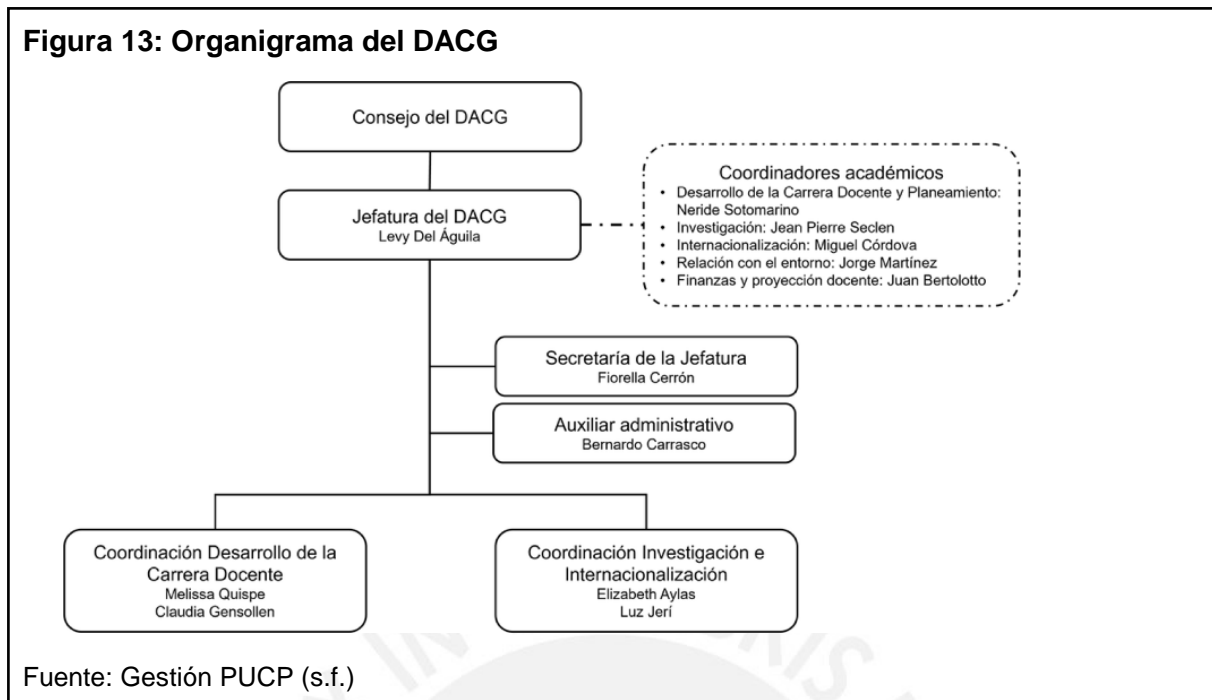 Figura 13: Organigrama del DACG
Consejo del DACG
Jefatura del DACG
Levy Del Águila
Coordinadores académicos
• Desarrollo de la Carrera Docente y Planeamiento:
Neride Sotomarino
• Investigación: Jean Pierre Seclen
• Internacionalización: Miguel Córdova
• Relación con el entorno: Jorge Martínez
• Finanzas y proyección docente: Juan Bertolotto
Secretaría de la Jefatura
Fiorella Cerrón
Auxiliar administrativo
Bernardo Carrasco
Coordinación Desarrollo de la
Carrera Docente
Melissa Quispe
Claudia Gensollen
Coordinación Investigación e
Internacionalización
Elizabeth Aylas
Luz Jerí
Fuente: Gestión PUCP (s.f.)